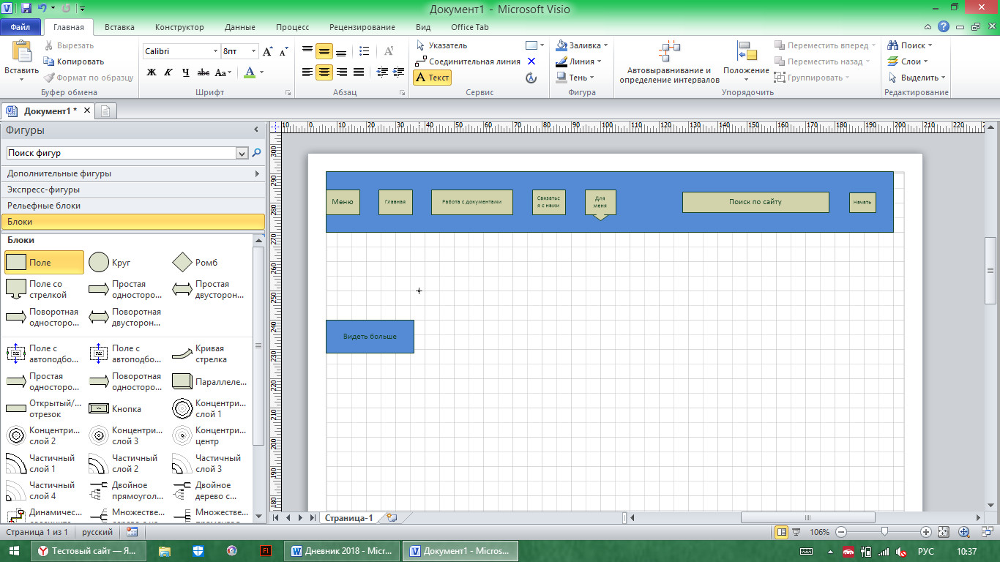 Документ1 - Microsoft Visio
Файл Главная Вставка Конструктор Данные Процесс Рецензирование Вид Office Tab
Вставить
Вырезать
Копировать
Формат по образцу
Буфер обмена
Calibri 8пт
Ж К Ч abc Aa А
Шрифт
Абзац
Указатель
Соединительная линия
A Текст
Сервис
Заливка
Линия
Тень
Фигура
Автовыравнивание и
определение интервалов
Положение
Переместить вперед
Переместить назад
Группировать
Упорядочить
Поиск
Слои
Выделить
Редактирование
Документ1 *
Фигуры
Поиск фигур
Дополнительные фигуры
Экспресс-фигуры
Рельефные блоки
Блоки
Блоки
Поле Круг Ромб
Поле со
стрелкой
Простая
односторо...
Простая
двусторон...
Поворотная
односторо...
Поворотная
двусторон...
Поле с
автоподбо...
Поле с
автоподбо...
Кривая
стрелка
Простая
односторо...
Поворотная
односторо...
Параллеле...
Открытый/...
отрезок
Кнопка
Концентри...
слой 1
Концентри...
слой 2
Концентри...
слой 3
Концентри...
центр
Частичный
слой 1
Частичный
слой 2
Частичный
слой 3
Частичный
слой 4
Двойное
прямоугол...
Двойное
дерево с...
Динамичес...
Множестве...
Множестве...
10 0 10 20 30 40 50 60 70 80 90 100 110 120 130 140 150 160 170 180 190 200 210 220
300
290
280
270
260
250
240
230
220
210
200
190
180
Меню
Главная
Работа с документами
Связатьс
я с нами
Для
меня
Поиск по сайту
Начать
Видеть больше
Страница-1
Страница 1 из 1 русский
106%
Тестовый сайт — Я...
Дневник 2018 - Micr...
Документ1 - Micros...
РУС
10:37